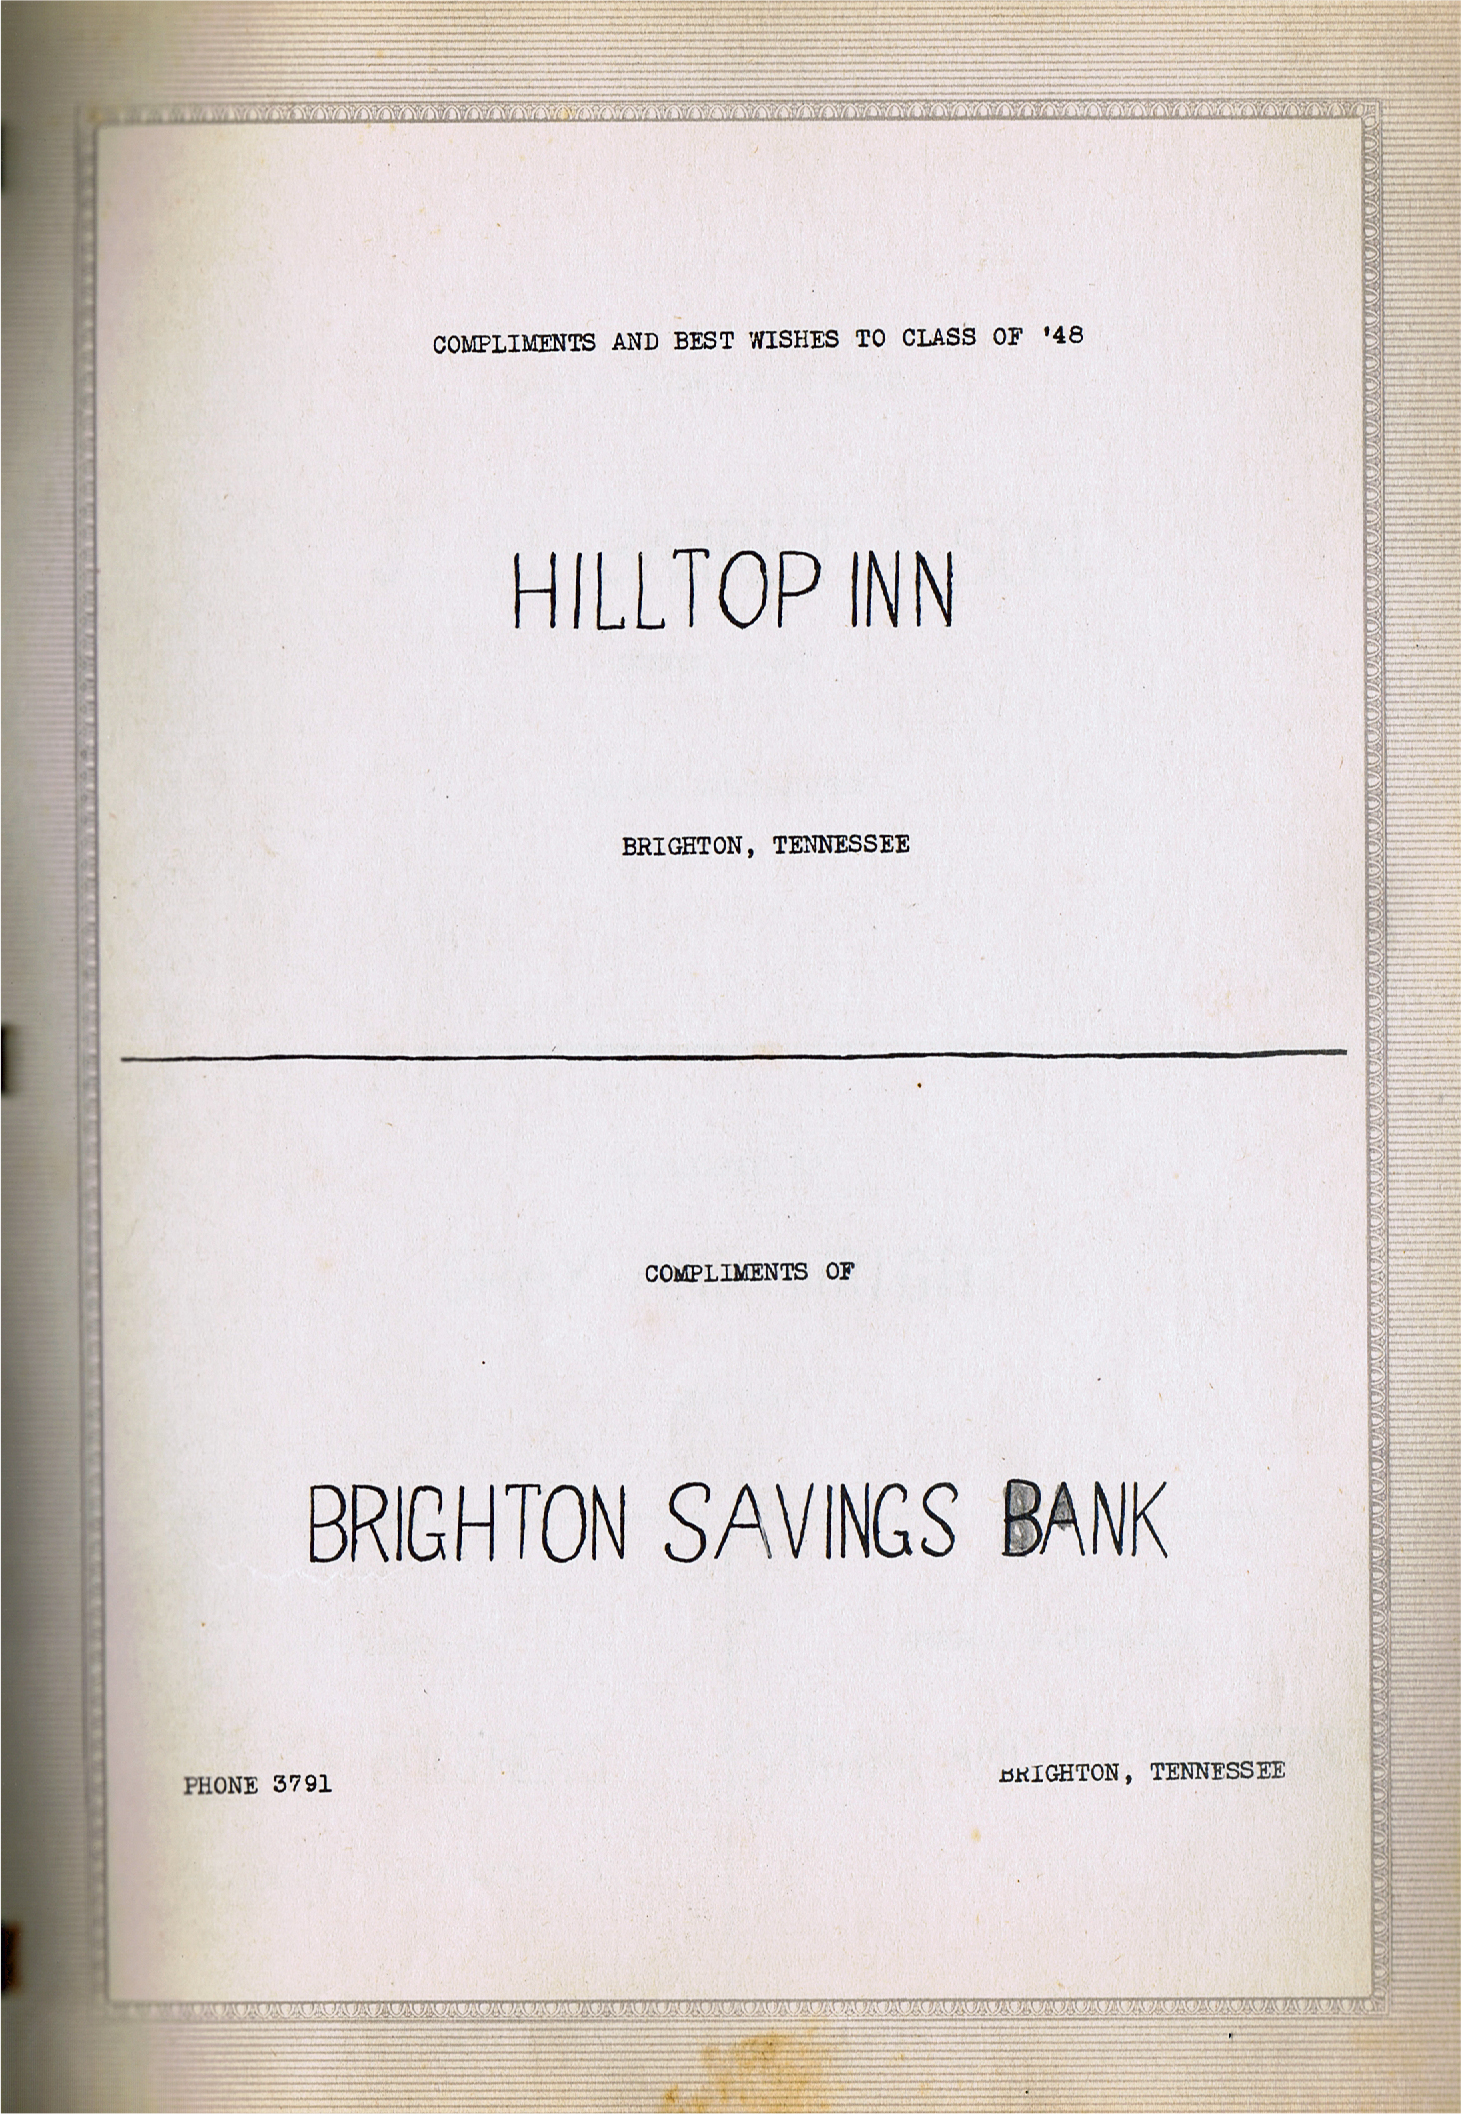 COMPLIMENTS AND BEST WISHES TO CLASS OF '48
HILLTOP INN
BRIGHTON, TENNESSEE
COMPLIMENTS OF
BRIGHTON SAVINGS BANK
PHONE 3791
BRIGHTON, TENNESSEE